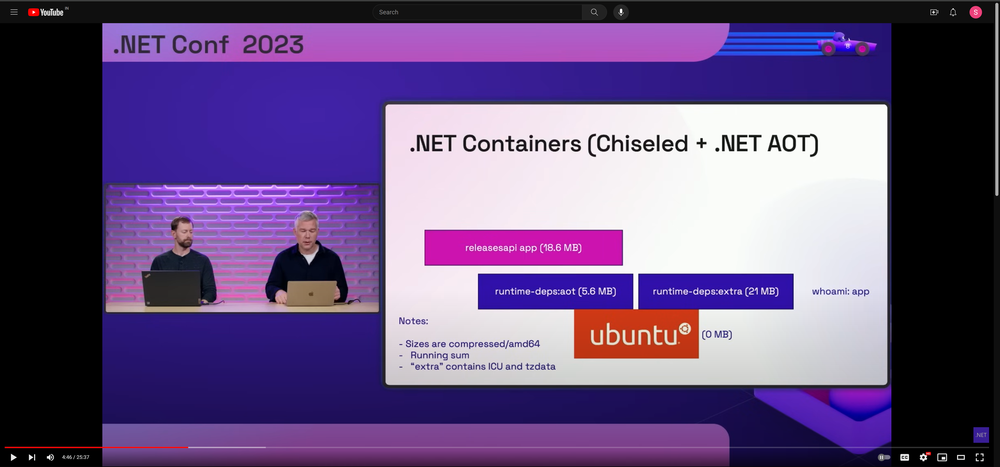 YouTube IN
Search
S
.NET Conf 2023
8
.NET Containers (Chiseled + .NET AOT)
releasesapi app (18.6 MB)
runtime-deps:aot (5.6 MB)
runtime-deps:extra (21 MB)
whoami: app
ubuntu
(0 MB)
Notes:
- Sizes are compressed/amd64
- Running sum
- “extra” contains ICU and tzdata
.NET
4:46 / 25:37
CC
HD